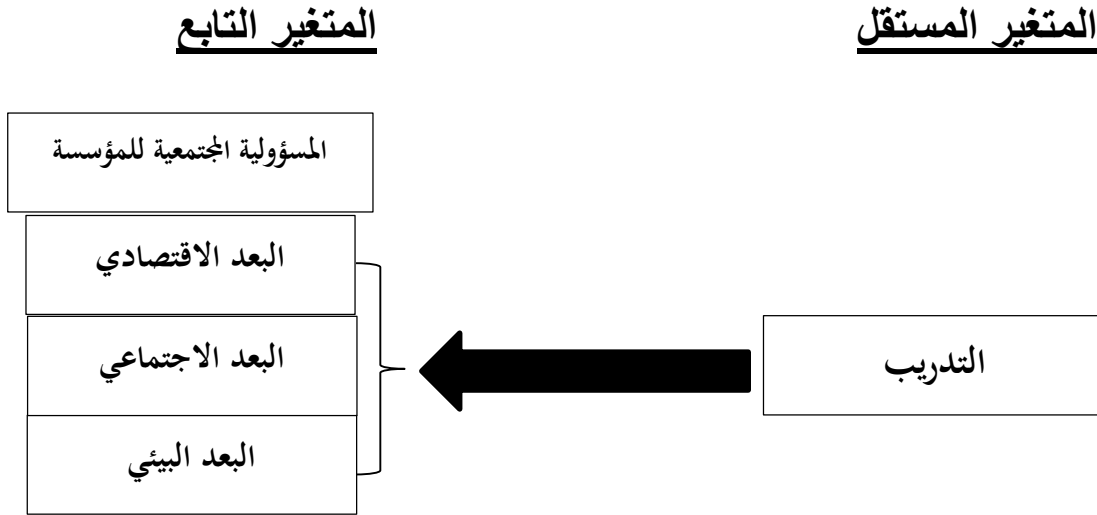 المتغير المستقل
المتغير التابع
المسؤولية المجتمعية للمؤسسة
البعد الاقتصادي
البعد الاجتماعي
التدريب
البعد البيئي